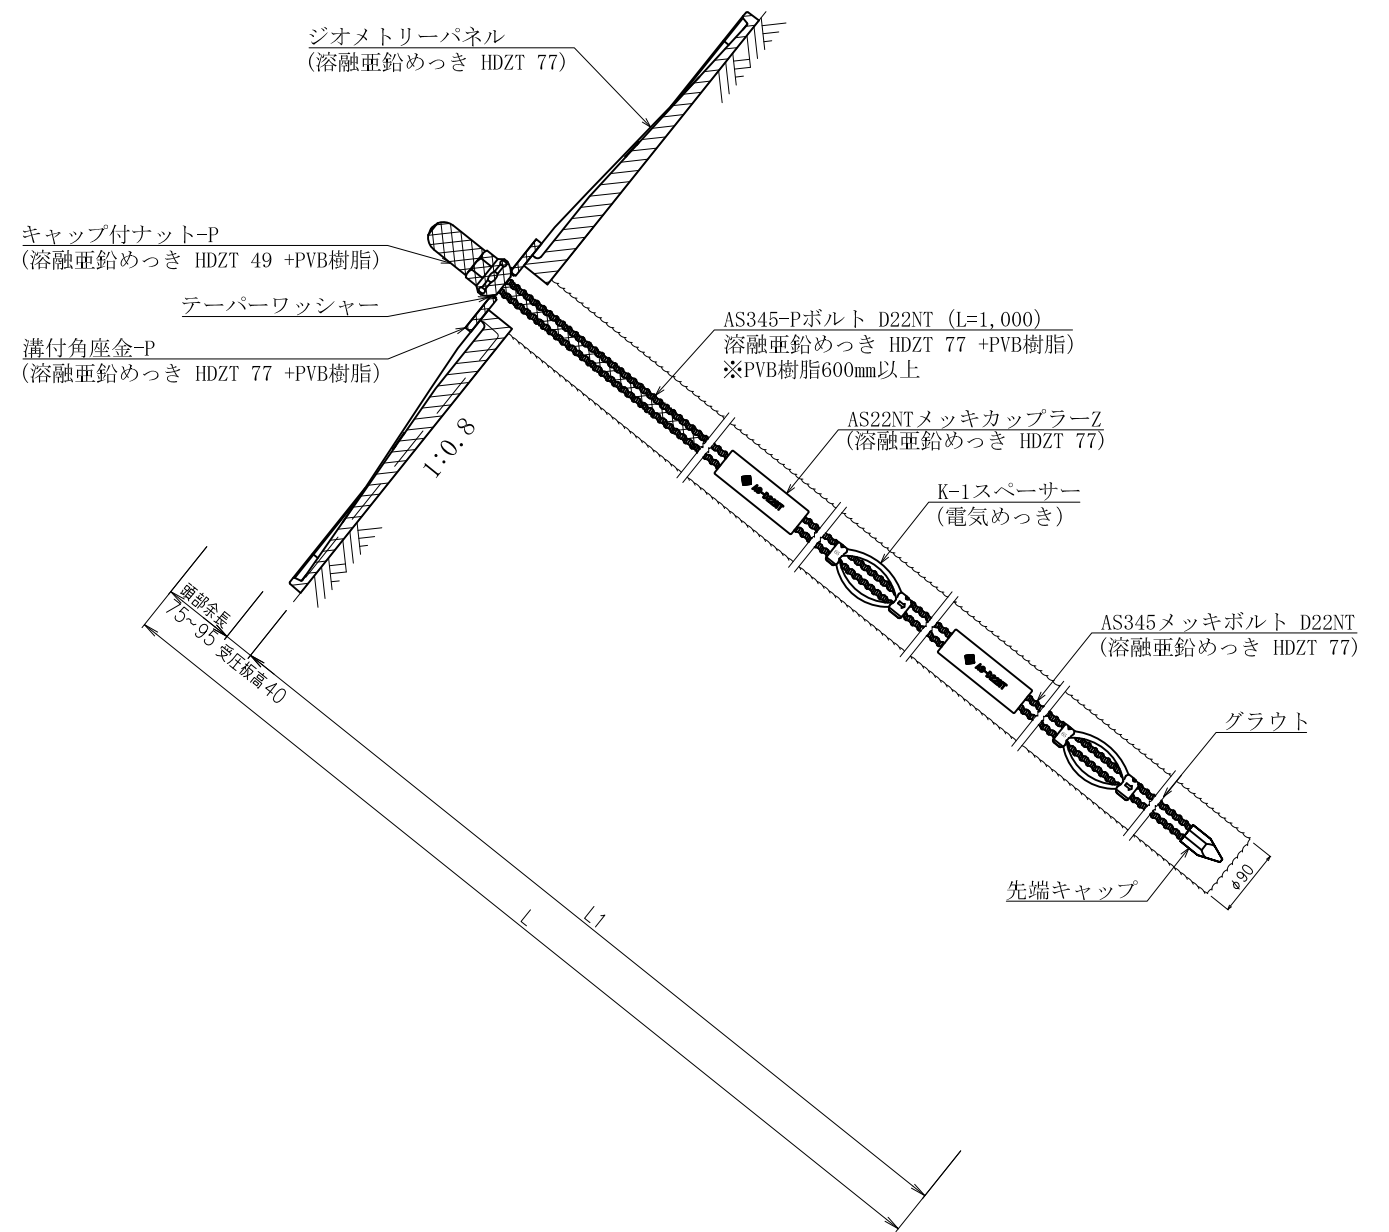 ジオメトリーパネル
(溶融亜鉛めっき HDZT 77)
キャップ付ナット-P
(溶融亜鉛めっき HDZT 49 +PVB樹脂)
テーパーワッシャー
溝付角座金-P
(溶融亜鉛めっき HDZT 77 +PVB樹脂)
AS345-Pボルト D22NT (L=1,000)
溶融亜鉛めっき HDZT 77 +PVB樹脂)
※PVB樹脂600mm以上
AS22NTメッキカップラーZ
(溶融亜鉛めっき HDZT 77)
1:0.8
K-1スペーサー
(電気めっき)
AS-D22NT
AS345メッキボルト D22NT
(溶融亜鉛めっき HDZT 77)
AS-D22NT
グラウト
先端キャップ
φ90
頭部余長
75~95
受圧板高40
L
L1